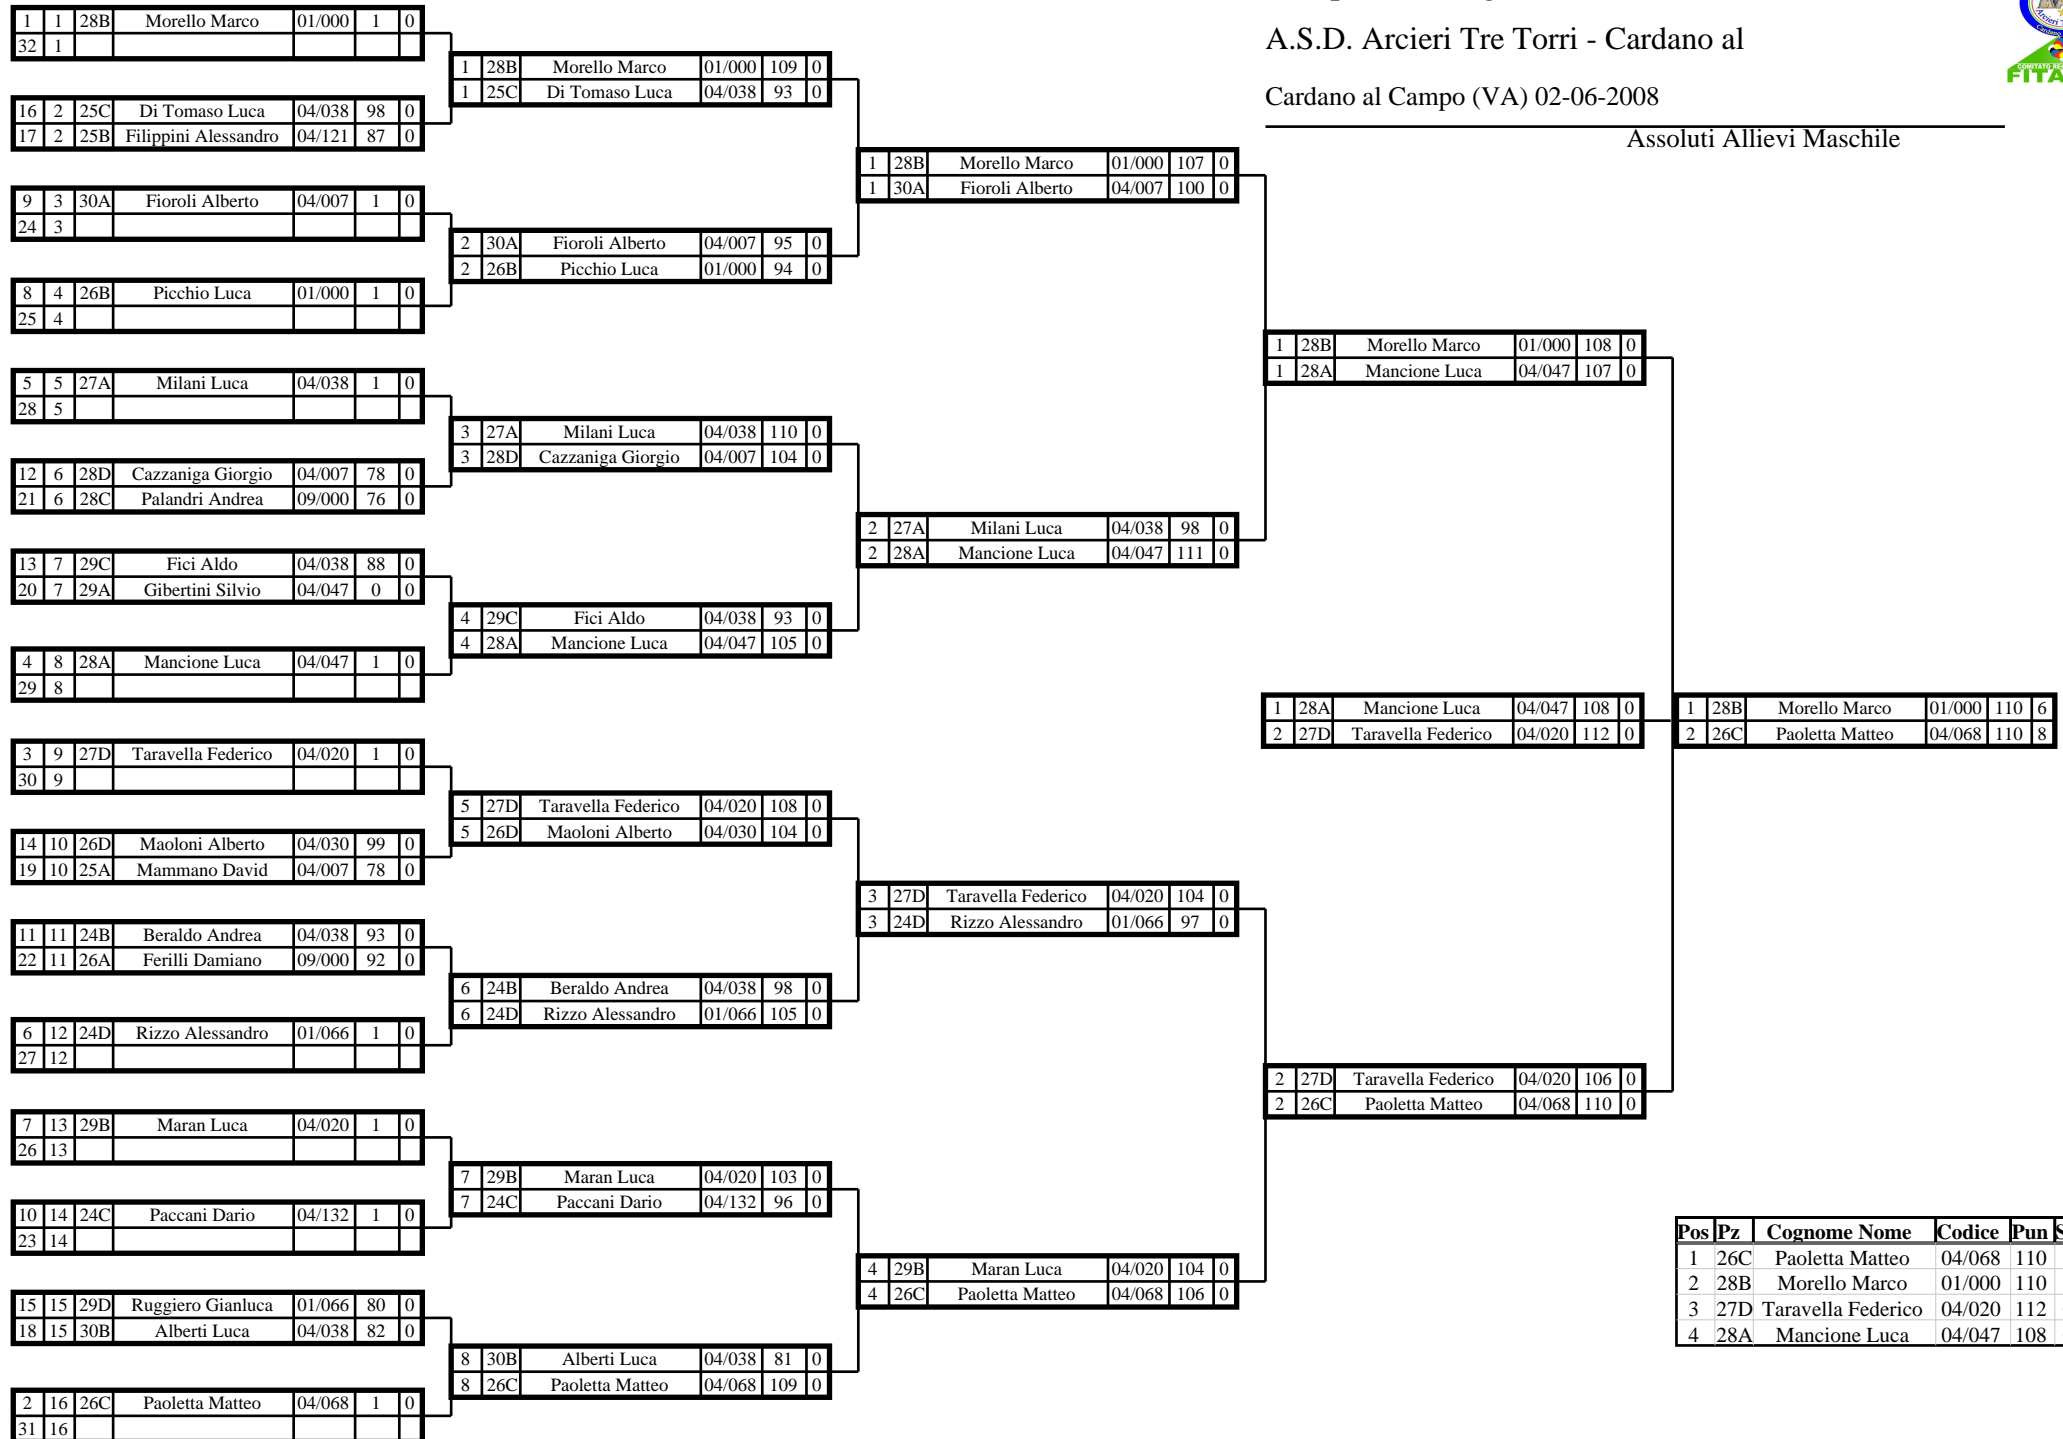 A.S.D. Arcieri Tre Torri - Cardano al
Cardano al Campo (VA) 02-06-2008
Assoluti Allievi Maschile
1 1 28B Morello Marco 01/000 1 0
32 1
16 2 25C Di Tomaso Luca 04/038 98 0
17 2 25B Filippini Alessandro 04/121 87 0
9 3 30A Fioroli Alberto 04/007 1 0
24 3
8 4 26B Picchio Luca 01/000 1 0
25 4
5 5 27A Milani Luca 04/038 1 0
28 5
12 6 28D Cazzaniga Giorgio 04/007 78 0
21 6 28C Palandri Andrea 09/000 76 0
13 7 29C Fici Aldo 04/038 88 0
20 7 29A Gibertini Silvio 04/047 0 0
4 8 28A Mancione Luca 04/047 1 0
29 8
3 9 27D Taravella Federico 04/020 1 0
30 9
14 10 26D Maoloni Alberto 04/030 99 0
19 10 25A Mammano David 04/007 78 0
11 11 24B Beraldo Andrea 04/038 93 0
22 11 26A Ferilli Damiano 09/000 92 0
6 12 24D Rizzo Alessandro 01/066 1 0
27 12
7 13 29B Maran Luca 04/020 1 0
26 13
10 14 24C Paccani Dario 04/132 1 0
23 14
15 15 29D Ruggiero Gianluca 01/066 80 0
18 15 30B Alberti Luca 04/038 82 0
2 16 26C Paoletta Matteo 04/068 1 0
31 16
1 28B Morello Marco 01/000 109 0
1 25C Di Tomaso Luca 04/038 93 0
2 30A Fioroli Alberto 04/007 95 0
2 26B Picchio Luca 01/000 94 0
3 27A Milani Luca 04/038 110 0
3 28D Cazzaniga Giorgio 04/007 104 0
4 29C Fici Aldo 04/038 93 0
4 28A Mancione Luca 04/047 105 0
5 27D Taravella Federico 04/020 108 0
5 26D Maoloni Alberto 04/030 104 0
6 24B Beraldo Andrea 04/038 98 0
6 24D Rizzo Alessandro 01/066 105 0
7 29B Maran Luca 04/020 103 0
7 24C Paccani Dario 04/132 96 0
8 30B Alberti Luca 04/038 81 0
8 26C Paoletta Matteo 04/068 109 0
1 28B Morello Marco 01/000 107 0
1 30A Fioroli Alberto 04/007 100 0
2 27A Milani Luca 04/038 98 0
2 28A Mancione Luca 04/047 111 0
3 27D Taravella Federico 04/020 104 0
3 24D Rizzo Alessandro 01/066 97 0
4 29B Maran Luca 04/020 104 0
4 26C Paoletta Matteo 04/068 106 0
1 28B Morello Marco 01/000 108 0
1 28A Mancione Luca 04/047 107 0
1 28A Mancione Luca 04/047 108 0
2 27D Taravella Federico 04/020 112 0
2 27D Taravella Federico 04/020 106 0
2 26C Paoletta Matteo 04/068 110 0
1 28B Morello Marco 01/000 110 6
2 26C Paoletta Matteo 04/068 110 8
Pos Pz Cognome Nome Codice Pun
1 26C Paoletta Matteo 04/068 110
2 28B Morello Marco 01/000 110
3 27D Taravella Federico 04/020 112
4 28A Mancione Luca 04/047 108